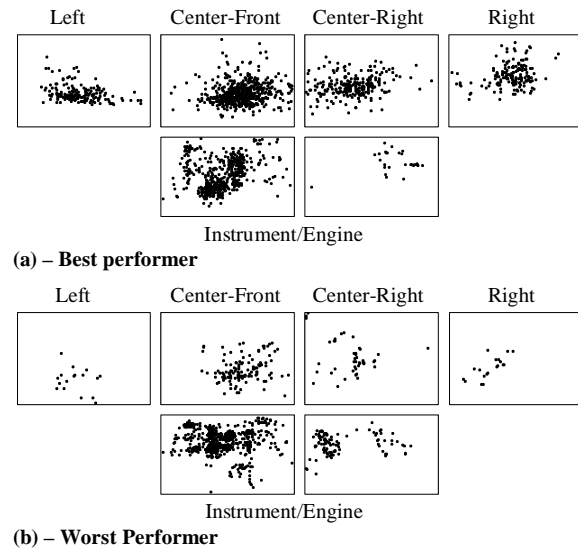 Left Center-Front Center-Right Right
Instrument/Engine
(a) – Best performer
Left Center-Front Center-Right Right
Instrument/Engine
(b) – Worst Performer